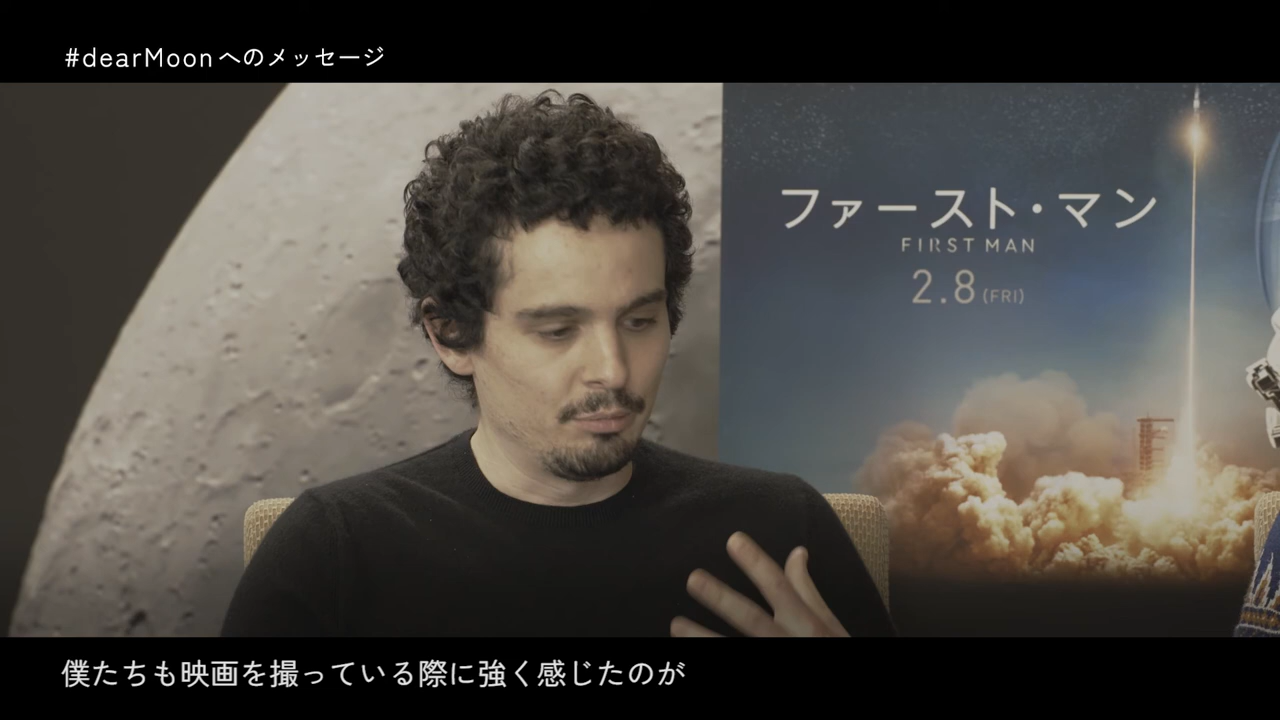 #dearMoonへのメッセージ
ファースト・マン
FIRST MAN
2.8(FRI)
僕たちも映画を撮っている際に強く感じたのが